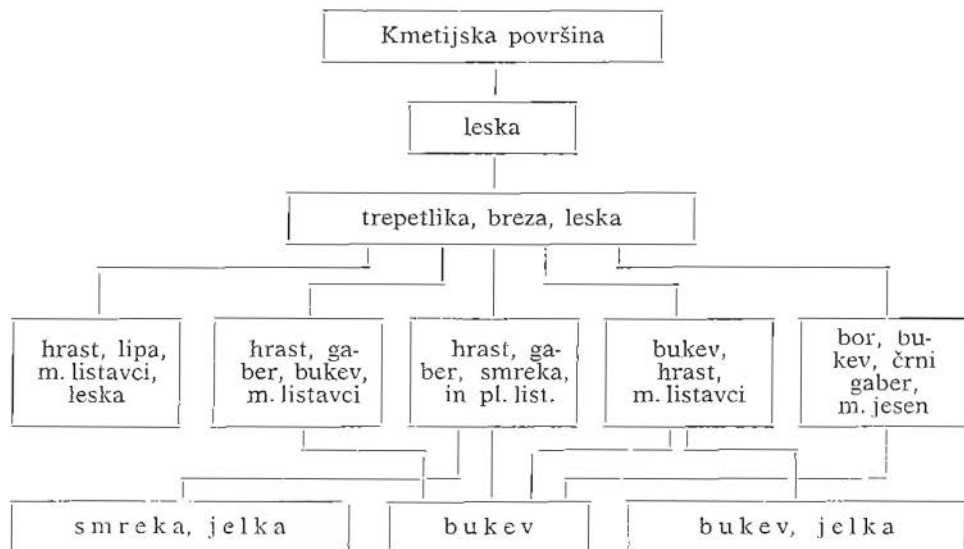 Kmetijska površina
leska
trepetlika, breza, leska
hrast, lipa,
m. listavci,
leska
hrast, ga-
ber, bukev,
m. listavci
hrast, ga-
ber, smreka,
in pl. list.
bukev,
hrast,
m. listavci
bor, bu-
kev, črni
gaber,
m. jesen
smreka, jelka
bukev
bukev, jelka